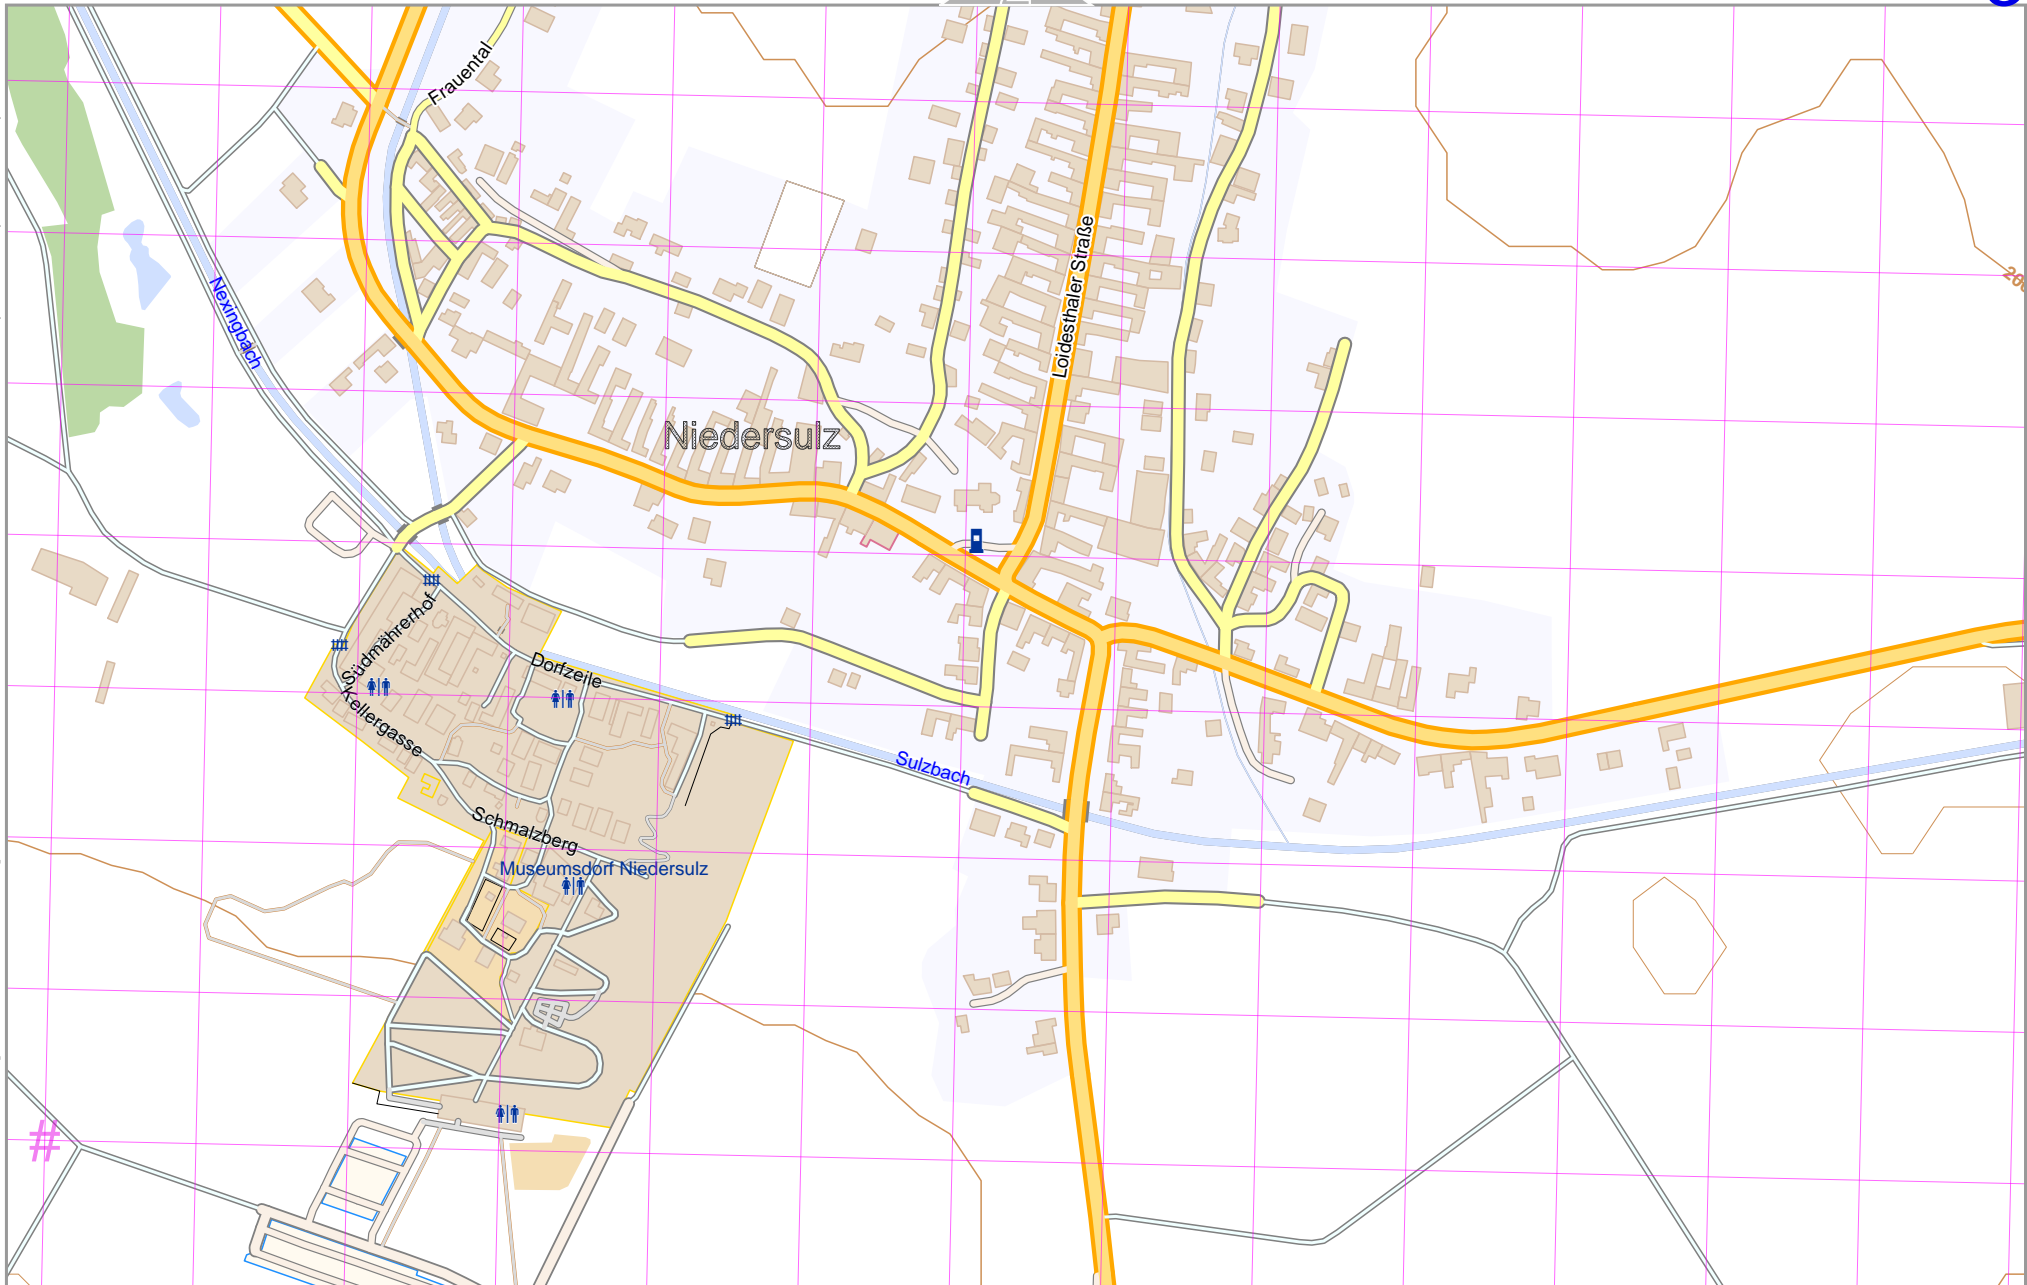 Frauental
Loidesthaler Straße
Nexingbach
Niedersulz
Südmährerhof
Dorfzeile
Kellergasse
Sulzbach
Schmalzberg
Museumsdorf Niedersulz
#